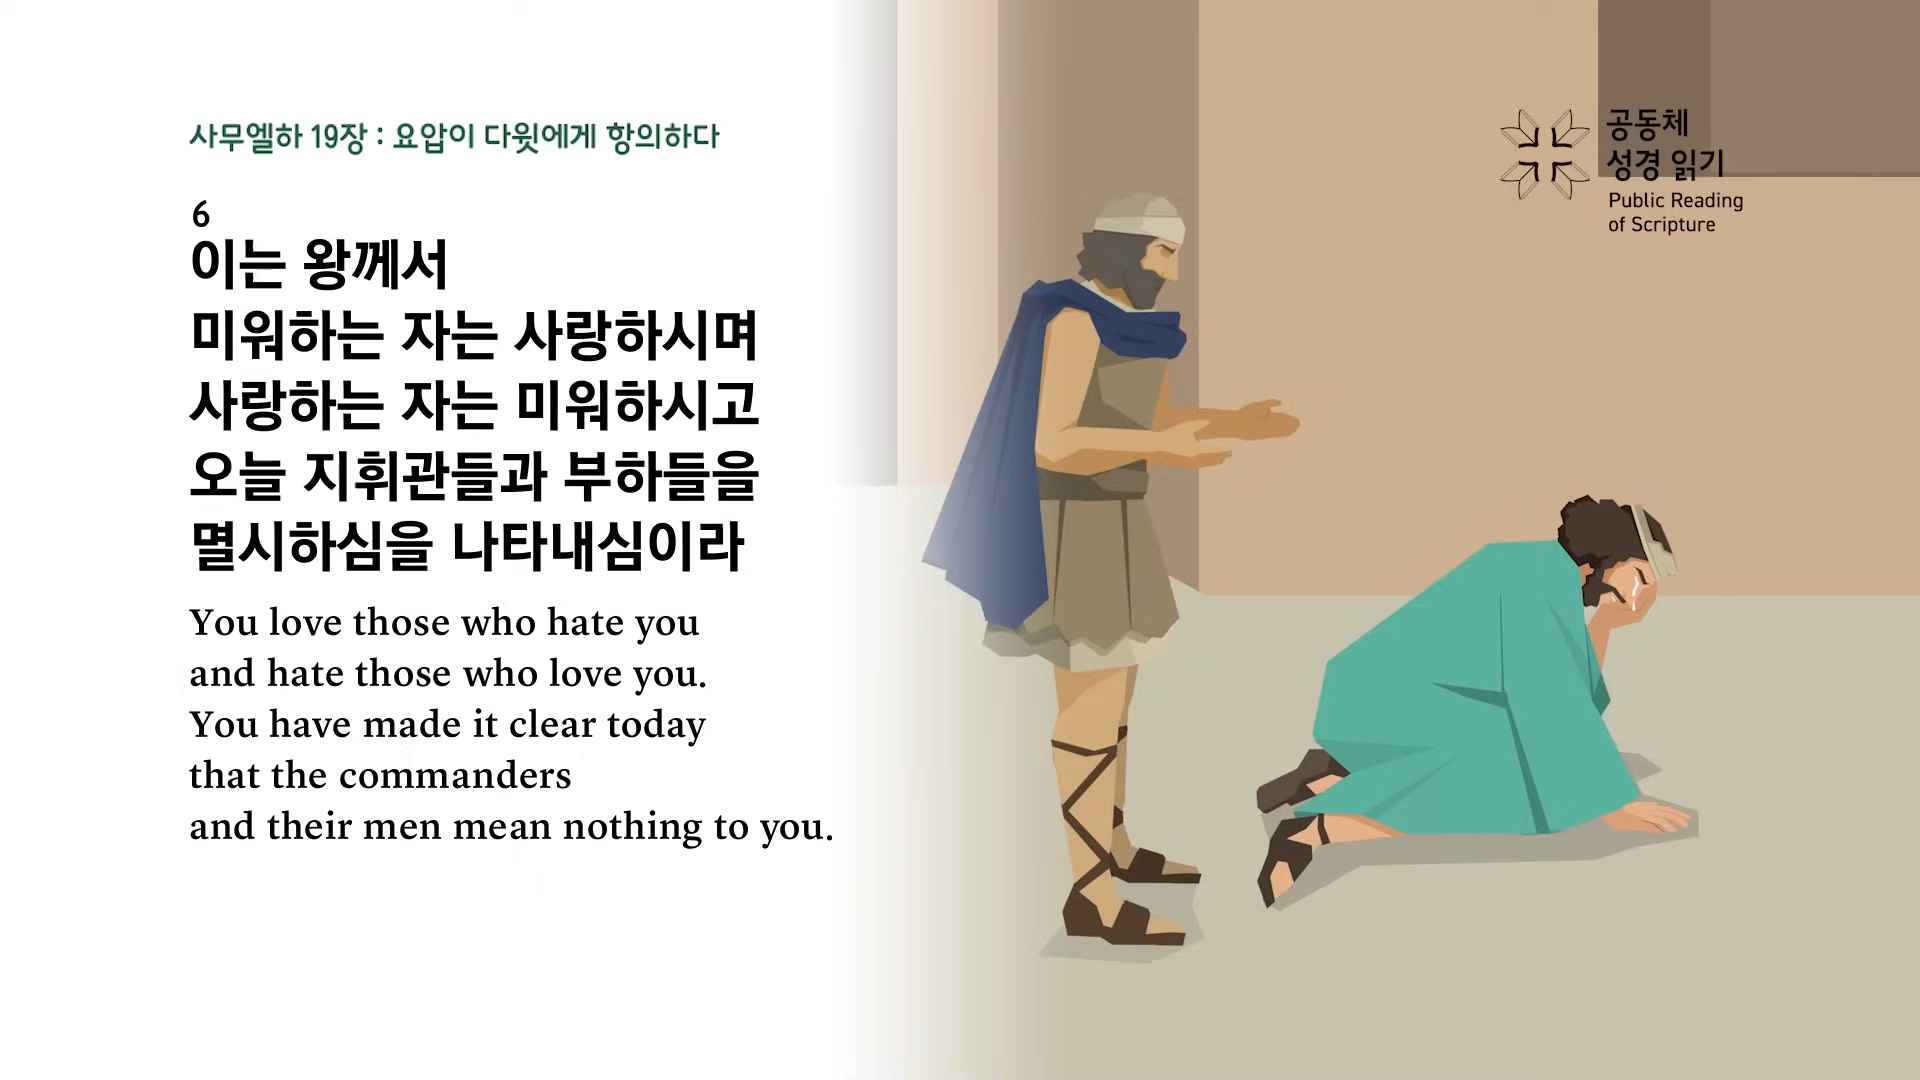 사무엘하 19장 : 요압이 다윗에게 항의하다
6
이는 왕께서
미워하는 자는 사랑하시며
사랑하는 자는 미워하시고
오늘 지휘관들과 부하들을
멸시하심을 나타내심이라
You love those who hate you
and hate those who love you.
You have made it clear today
that the commanders
and their men mean nothing to you.
공동체
성경 읽기
Public Reading
of Scripture